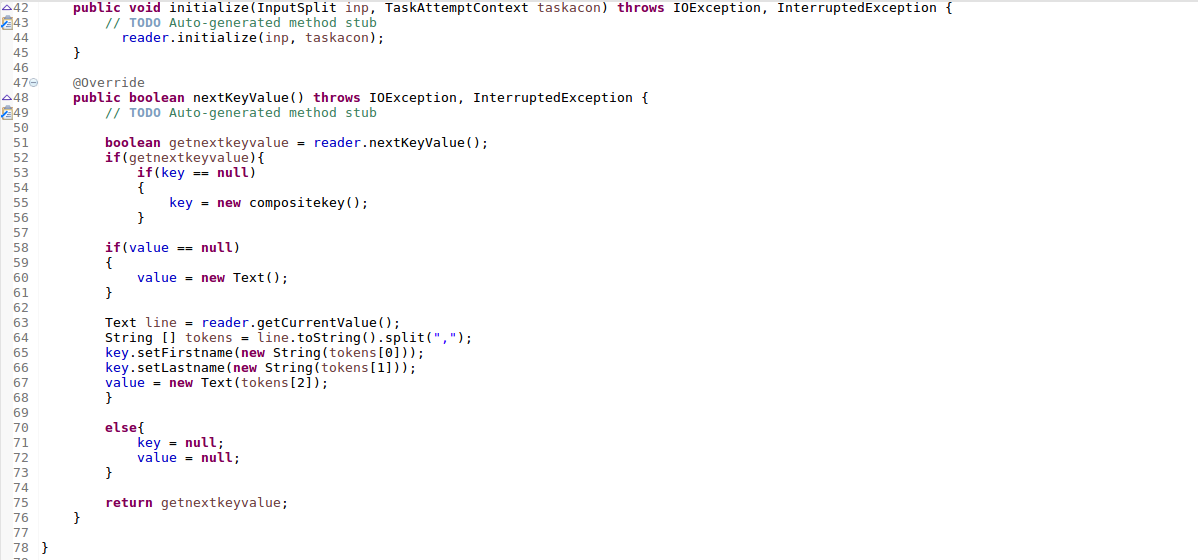 42 public void initialize(InputSplit inp, TaskAttemptContext taskacon) throws IOException, InterruptedException {
43 // TODO Auto-generated method stub
44 reader.initialize(inp, taskacon);
45 }
46
47 @Override
48 public boolean nextKeyValue() throws IOException, InterruptedException {
49 // TODO Auto-generated method stub
50
51 boolean getnextkeyvalue = reader.nextKeyValue();
52 if(getnextkeyvalue){
53 if(key == null)
54 {
55 key = new compositekey();
56 }
57
58 if(value == null)
59 {
60 value = new Text();
61 }
62
63 Text line = reader.getCurrentValue();
64 String [] tokens = line.toString().split(",");
65 key.setFirstname(new String(tokens[0]));
66 key.setLastname(new String(tokens[1]));
67 value = new Text(tokens[2]);
68 }
69
70 else{
71 key = null;
72 value = null;
73 }
74
75 return getnextkeyvalue;
76 }
77
78 }